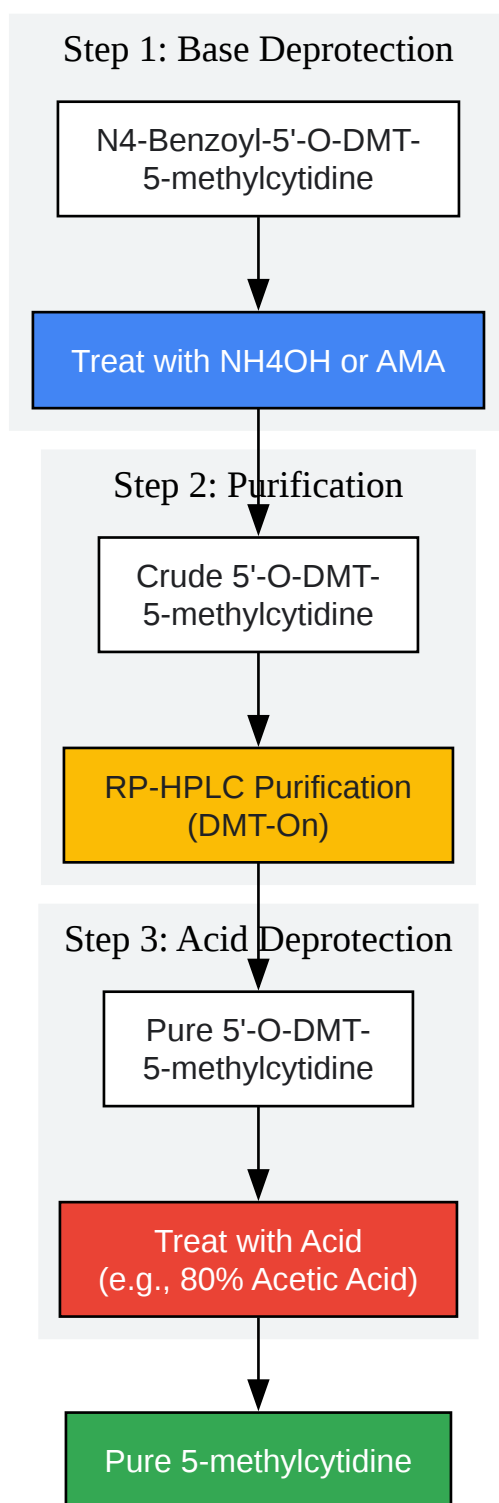 Step 1: Base Deprotection
N4-Benzoyl-5'-O-DMT-
5-methylcytidine
Treat with NH4OH or AMA
Step 2: Purification
Crude 5'-O-DMT-
5-methylcytidine
RP-HPLC Purification
(DMT-On)
Step 3: Acid Deprotection
Pure 5'-O-DMT-
5-methylcytidine
Treat with Acid
(e.g., 80% Acetic Acid)
Pure 5-methylcytidine